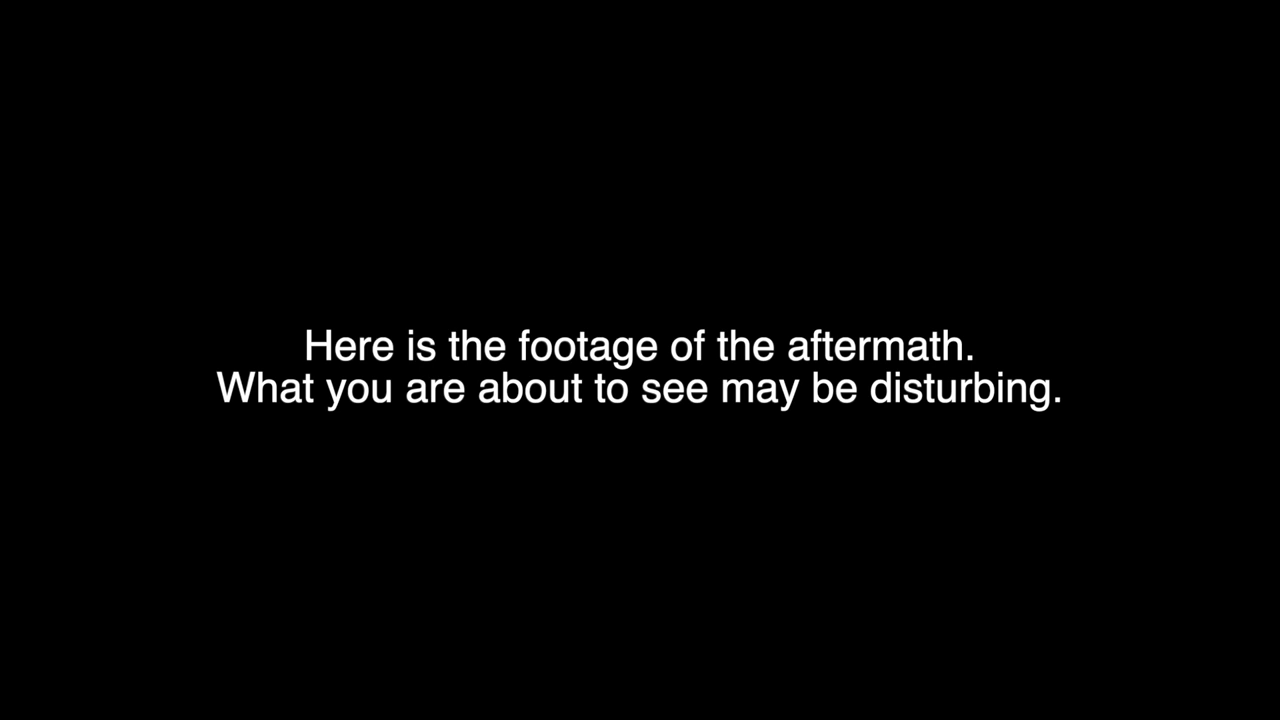 Here is the footage of the aftermath.
What you are about to see may be disturbing.